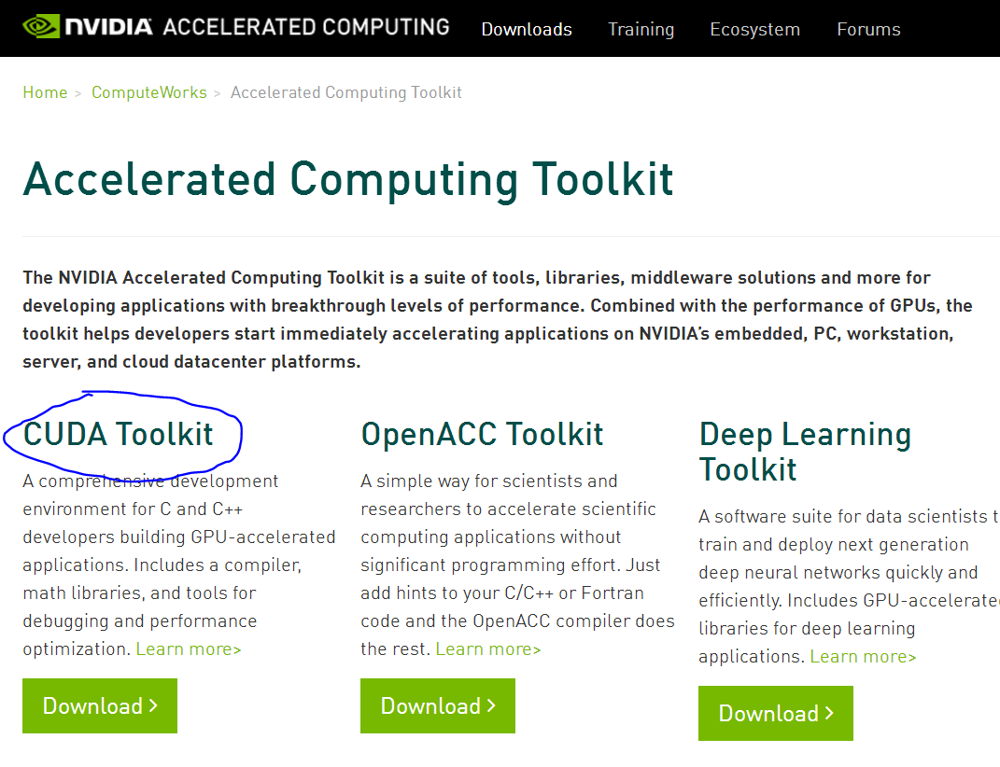 NVIDIA ACCELERATED COMPUTING Downloads Training Ecosystem Forums
Home > ComputeWorks > Accelerated Computing Toolkit
Accelerated Computing Toolkit
The NVIDIA Accelerated Computing Toolkit is a suite of tools, libraries, middleware solutions and more for
developing applications with breakthrough levels of performance. Combined with the performance of GPUs, the
toolkit helps developers start immediately accelerating applications on NVIDIA's embedded, PC, workstation,
server, and cloud datacenter platforms.
CUDA Toolkit
A comprehensive development
environment for C and C++
developers building GPU-accelerated
applications. Includes a compiler,
math libraries, and tools for
debugging and performance
optimization. Learn more>
Download >
OpenACC Toolkit
A simple way for scientists and
researchers to accelerate scientific
computing applications without
significant programming effort. Just
add hints to your C/C++ or Fortran
code and the OpenACC compiler does
the rest. Learn more>
Download >
Deep Learning
Toolkit
A software suite for data scientists t
train and deploy next generation
deep neural networks quickly and
efficiently. Includes GPU-accelerate
libraries for deep learning
applications. Learn more>
Download >